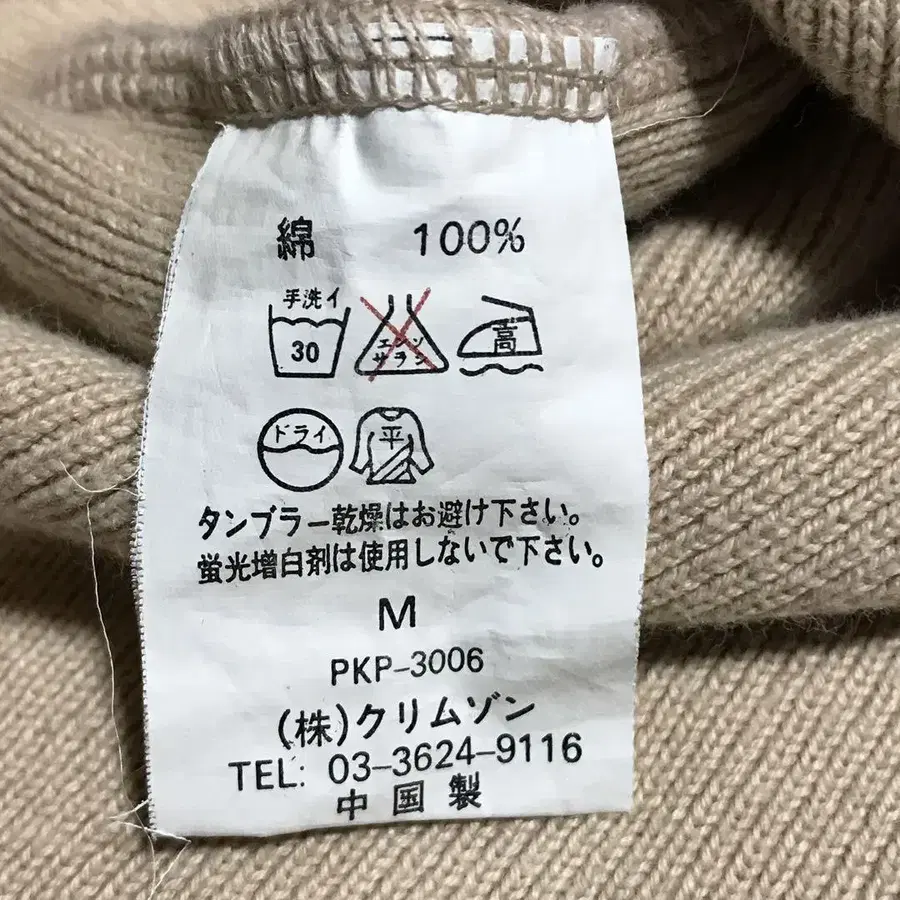 綿 100%
手洗イ
30
エンソ
サラシ
高
ドライ
平
タンブラー乾燥はお避け下さい。
蛍光増白剤は使用しないで下さい。
M
PKP-3006
(株)クリムゾン
TEL: 03-3624-9116
中国製